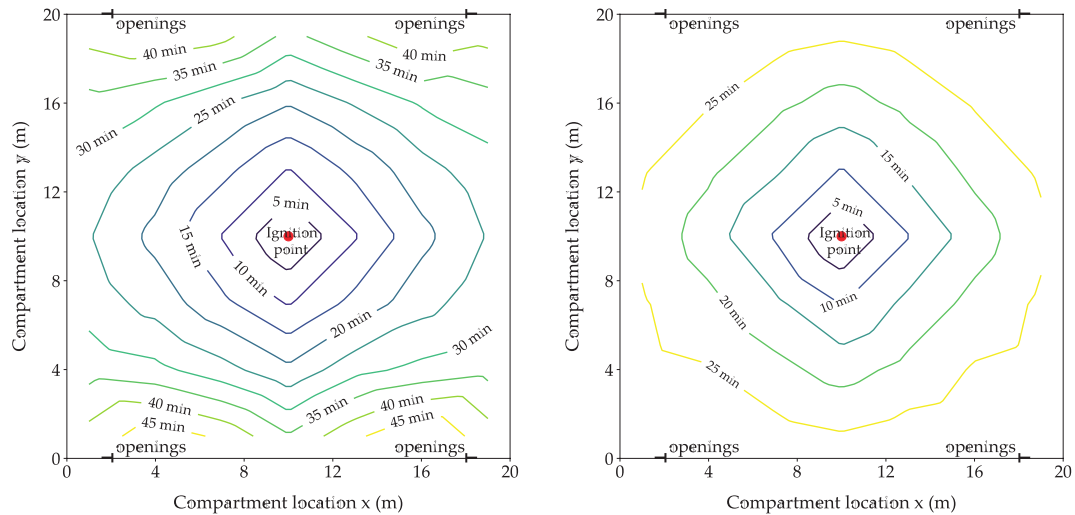 20
16
12
8
4
0
Compartment location y (m)
openings
openings
40 min
40 min
35 min
35 min
25 min
30 min
5 min
Ignition
point
15 min
10 min
20 min
30 min
40 min
35 min
40 min
45 min
45 min
openings
openings
0
4
8
12
16
20
Compartment location x (m)
20
16
12
8
4
0
Compartment location y (m)
openings
openings
25 min
15 min
5 min
Ignition
point
10 min
20 min
25 min
openings
openings
0
4
8
12
16
20
Compartment location x (m)